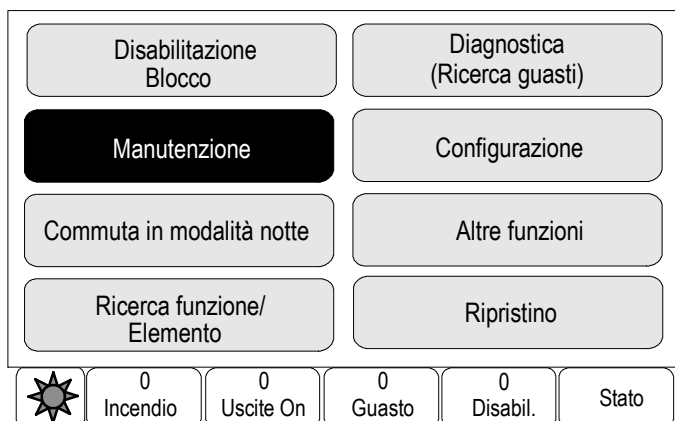 Disabilitazione
Blocco
Diagnostica
(Ricerca guasti)
Manutenzione
Configurazione
Commuta in modalità notte
Altre funzioni
Ricerca funzione/
Elemento
Ripristino
0
Incendio
0
Uscite On
0
Guasto
0
Disabil.
Stato